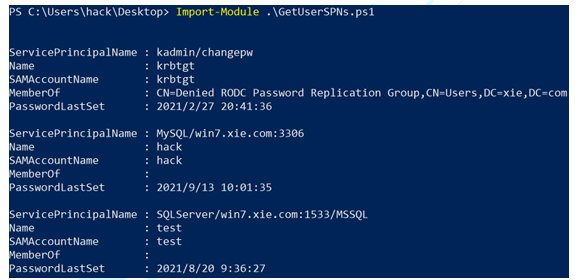 PS C:\Users\hack\Desktop> Import-Module .\GetUserSPNs.ps1
ServicePrincipalName : kadmin/changepw
Name : krbtgt
SAMAccountName : krbtgt
MemberOf : CN=Denied RODC Password Replication Group,CN=Users,DC=xie,DC=com
PasswordLastSet : 2021/2/27 20:41:36
ServicePrincipalName : MySQL/win7.xie.com:3306
Name : hack
SAMAccountName : hack
MemberOf :
PasswordLastSet : 2021/9/13 10:01:35
ServicePrincipalName : SQLServer/win7.xie.com:1533/MSSQL
Name : test
SAMAccountName : test
MemberOf :
PasswordLastSet : 2021/8/20 9:36:27